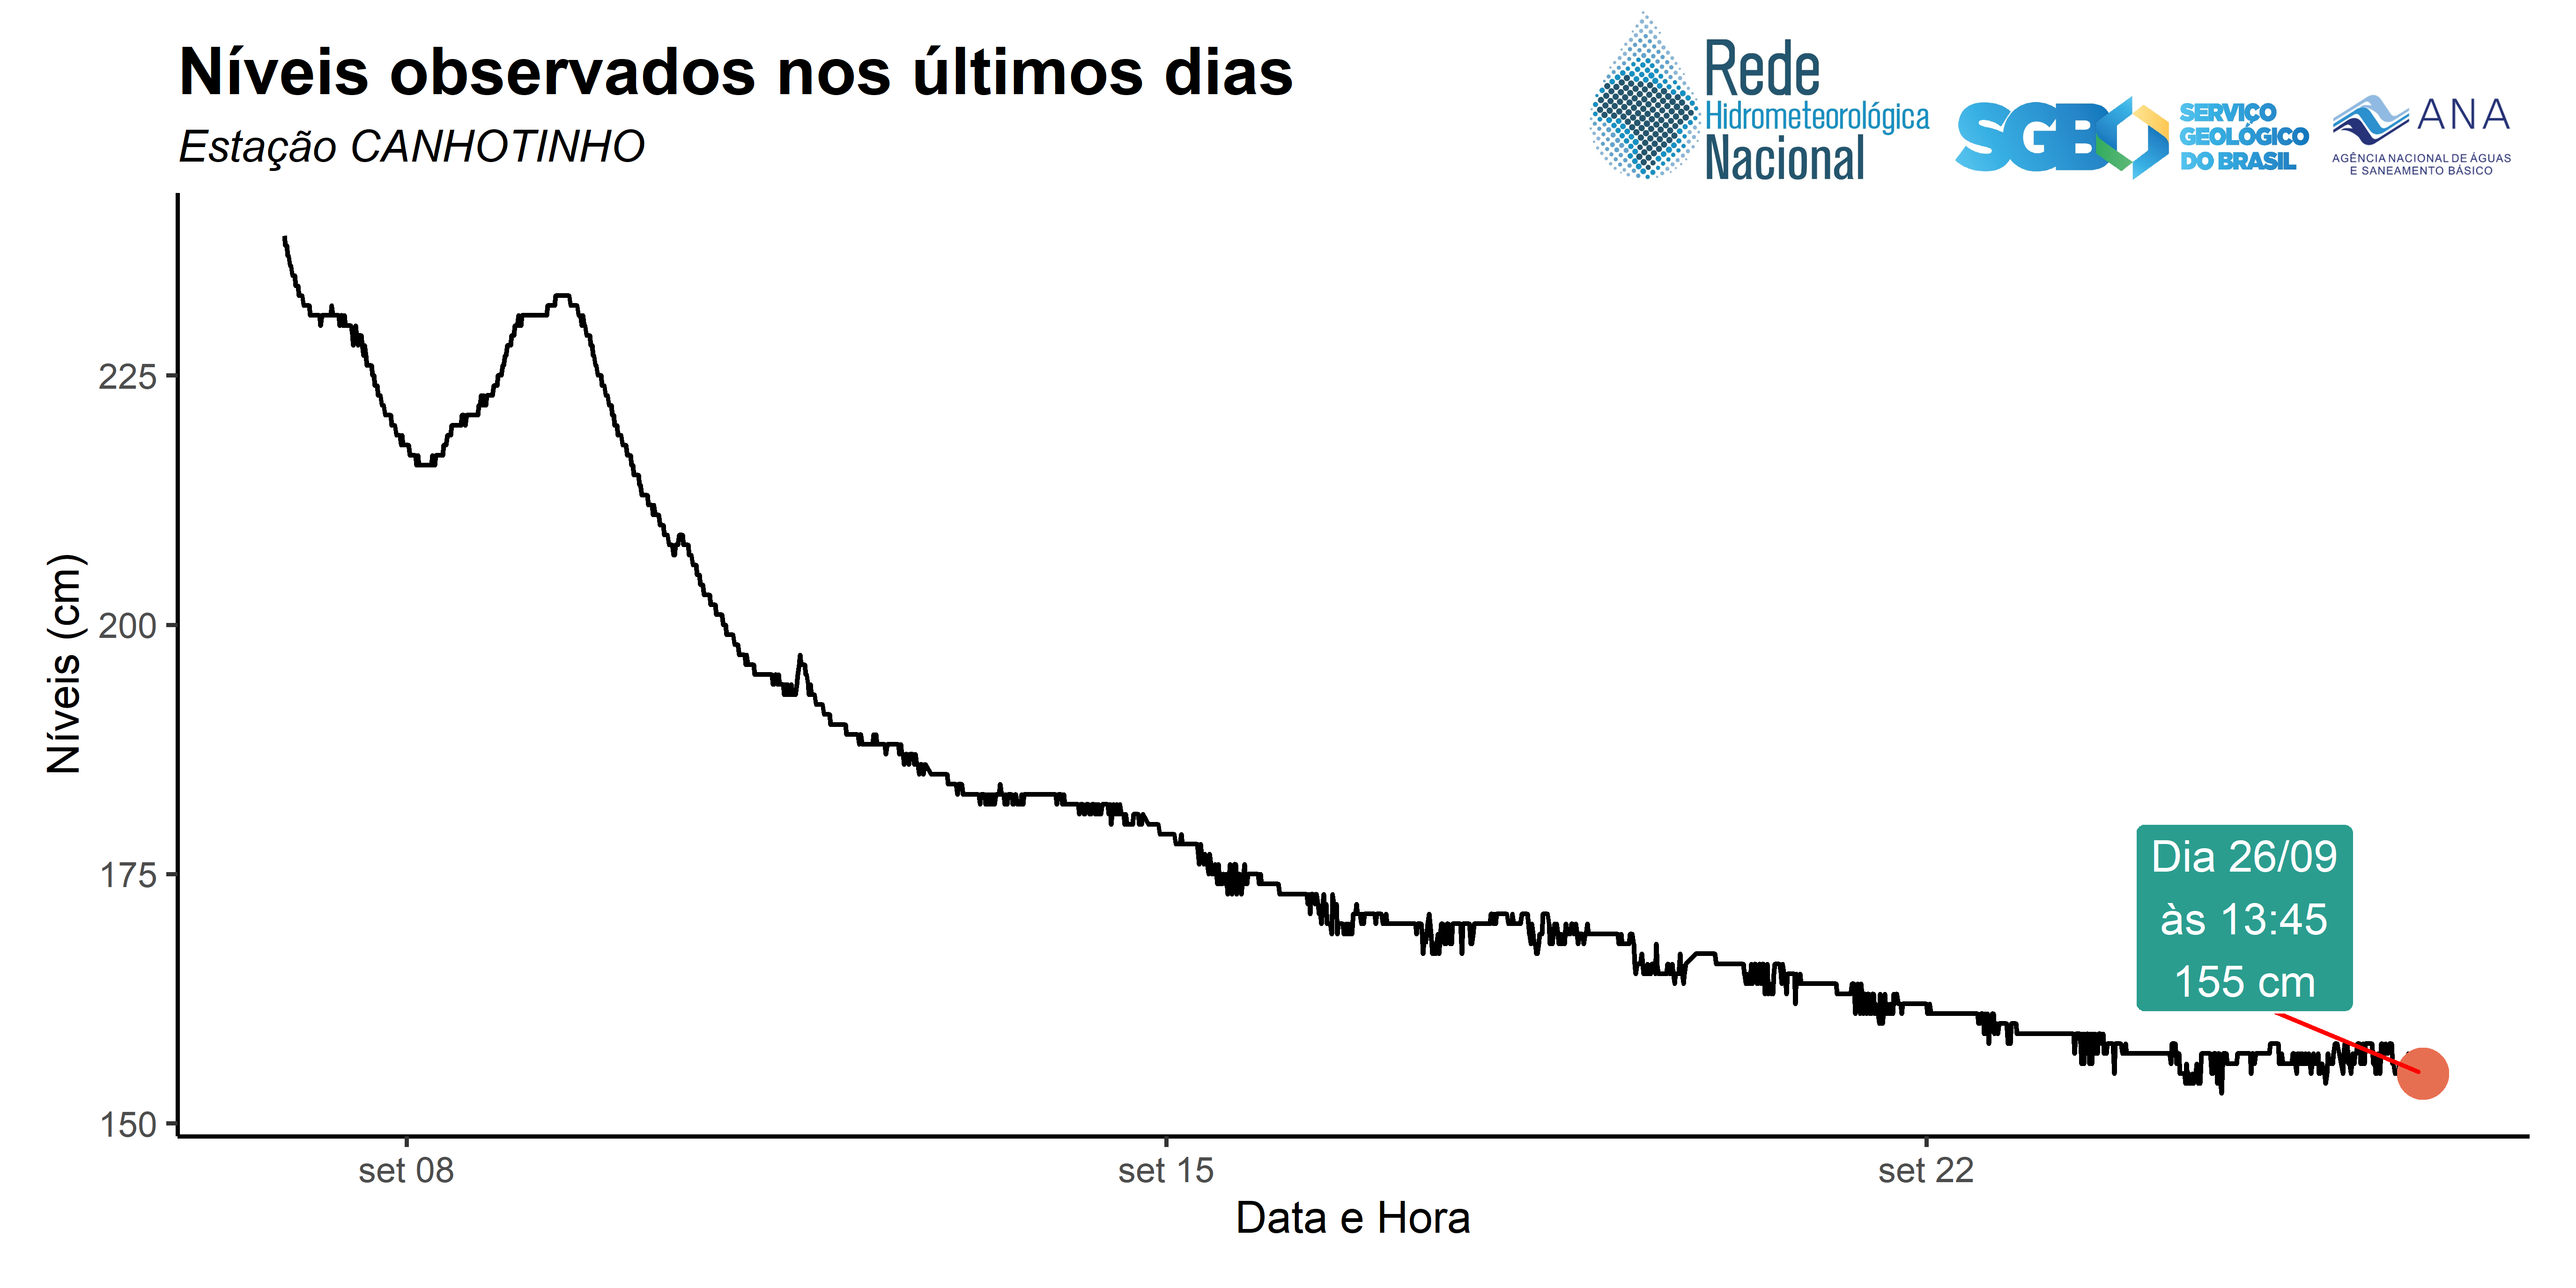 Níveis observados nos últimos dias
Estação CANHOTINHO
Rede
Hidrometeorológica
Nacional
SGB
SERVIÇO
GEOLÓGICO
DO BRASIL
ANA
AGÊNCIA NACIONAL DE ÁGUAS
E SANEAMENTO BÁSICO
Níveis (cm)
225
200
175
150
Dia 26/09
às 13:45
155 cm
set 08
set 15
set 22
Data e Hora